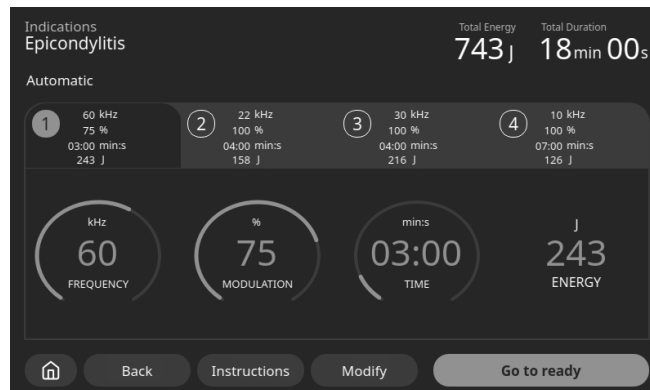 Indications
Epicondylitis
Total Energy
743 J
Total Duration
18 min 00 s
Automatic
1
60 kHz
75 %
03:00 min:s
243 J
2
22 kHz
100 %
04:00 min:s
158 J
3
30 kHz
100 %
04:00 min:s
216 J
4
10 kHz
100 %
07:00 min:s
126 J
kHz
60
FREQUENCY
%
75
MODULATION
min:s
03:00
TIME
J
243
ENERGY
Back
Instructions
Modify
Go to ready